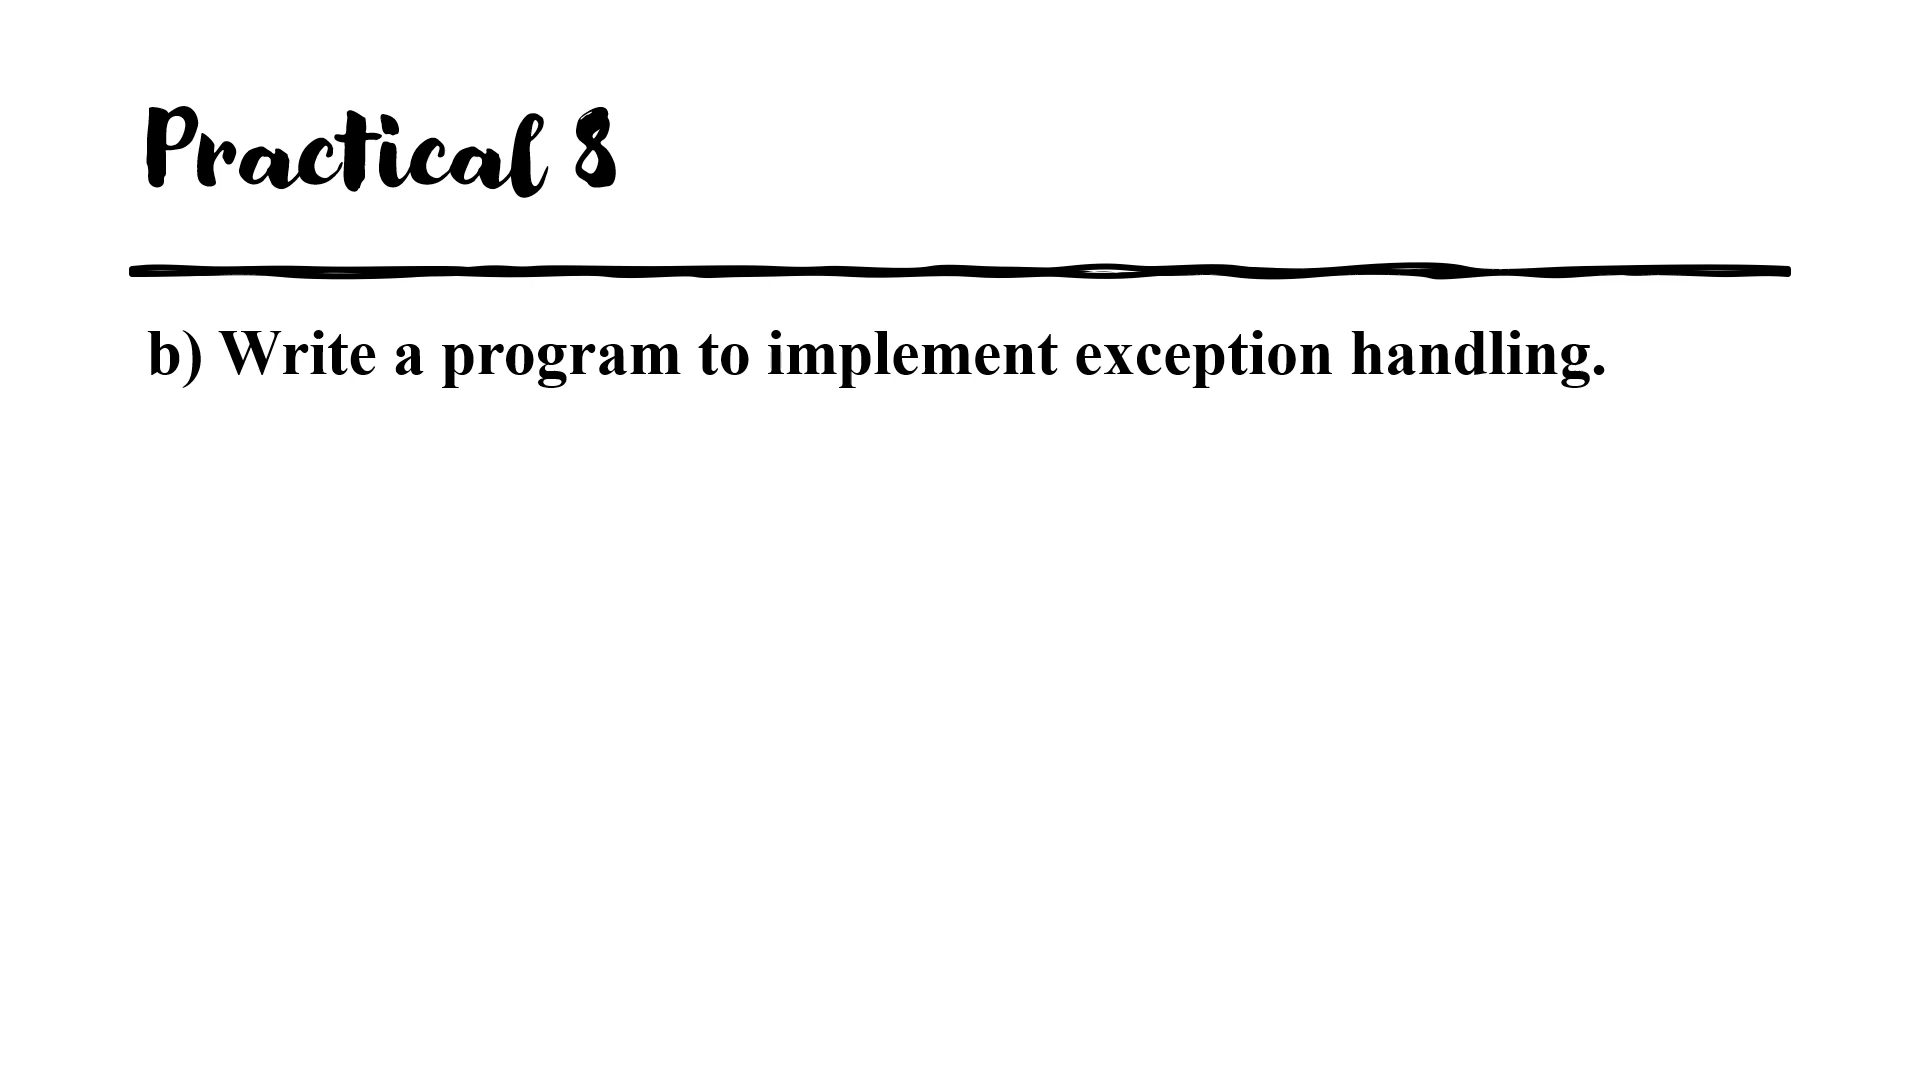 Practical 8
b) Write a program to implement exception handling.